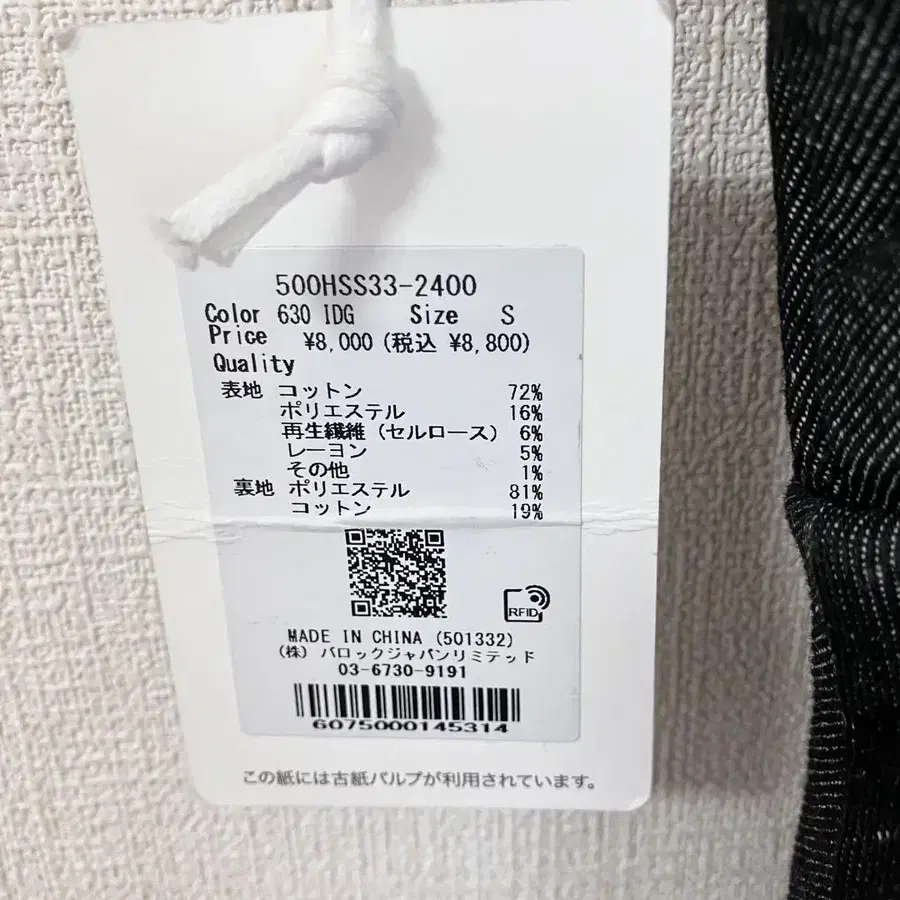 500HSS33-2400
Color 630 IDG Size S
Price ¥8,000 (税込 ¥8,800)
Quality
表地 コットン 72%
ポリエステル 16%
再生繊維 (セルロース) 6%
レーヨン 5%
その他 1%
裏地 ポリエステル 81%
コットン 19%
RFID
MADE IN CHINA (501332)
(株) バロックジャパンリミテッド
03-6730-9191
6075000145314
この紙には古紙パルプが利用されています。